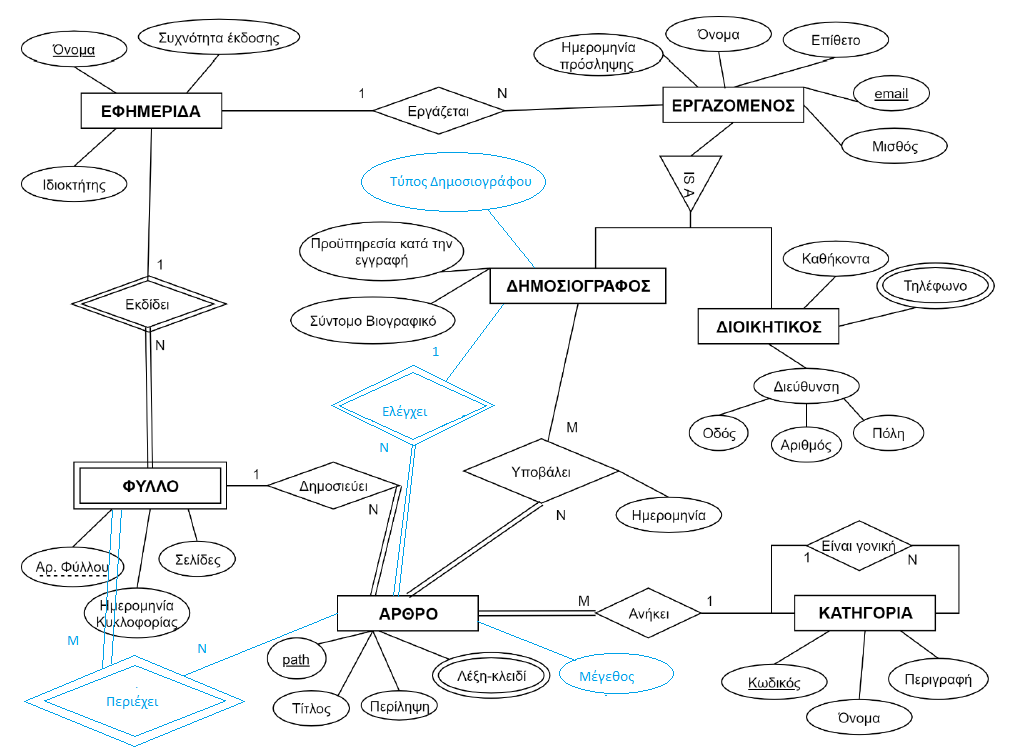 Όνομα
Συχνότητα έκδοσης
ΕΦΗΜΕΡΙΔΑ
Ιδιοκτήτης
1
Εργάζεται
N
Ημερομηνία
πρόσληψης
Όνομα
Επίθετο
email
Μισθός
ΕΡΓΑΖΟΜΕΝΟΣ
IS A
Τύπος Δημοσιογράφου
Προϋπηρεσία κατά την
εγγραφή
Σύντομο Βιογραφικό
ΔΗΜΟΣΙΟΓΡΑΦΟΣ
Καθήκοντα
Τηλέφωνο
ΔΙΟΙΚΗΤΙΚΟΣ
Διεύθυνση
Οδός
Αριθμός
Πόλη
1
Εκδίδει
N
1
Ελέγχει
N
M
Υποβάλει
N
Ημερομηνία
ΦΥΛΛΟ
1
Δημοσιεύει
N
Αρ. Φύλλου
Ημερομηνία
Κυκλοφορίας
Σελίδες
M
Περιέχει
N
ΑΡΘΡΟ
path
Τίτλος
Περίληψη
Λέξη-κλειδί
Μέγεθος
M
Ανήκει
1
Είναι γονική
1
N
ΚΑΤΗΓΟΡΙΑ
Κωδικός
Όνομα
Περιγραφή